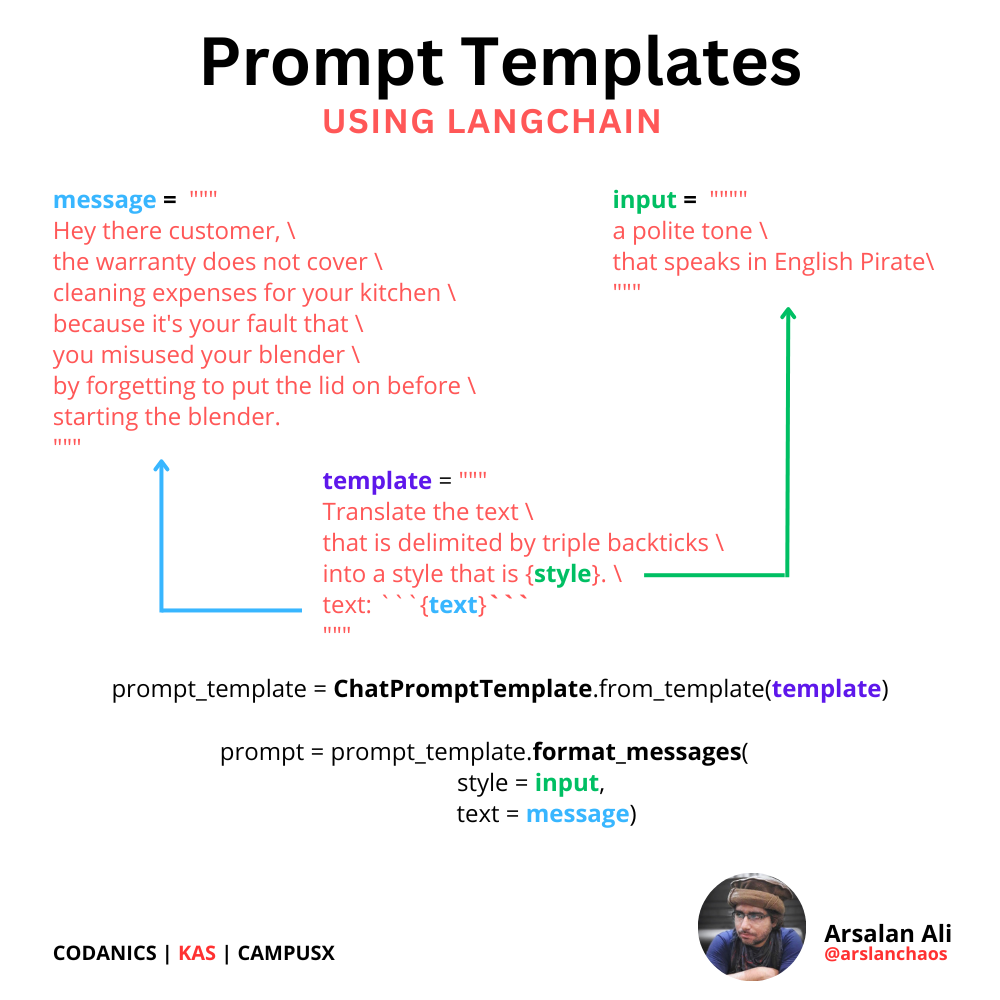 Prompt Templates
USING LANGCHAIN
message = """
Hey there customer, \
the warranty does not cover \
cleaning expenses for your kitchen \
because it's your fault that \
you misused your blender \
by forgetting to put the lid on before \
starting the blender.
"""
input = """"
a polite tone \
that speaks in English Pirate\
"""
template = """
Translate the text \
that is delimited by triple backticks \
into a style that is {style}. \
text: ```{text}```
"""
prompt_template = ChatPromptTemplate.from_template(template)
prompt = prompt_template.format_messages(
style = input,
text = message)
CODANICS | KAS | CAMPUSX
Arsalan Ali
@arslanchaos